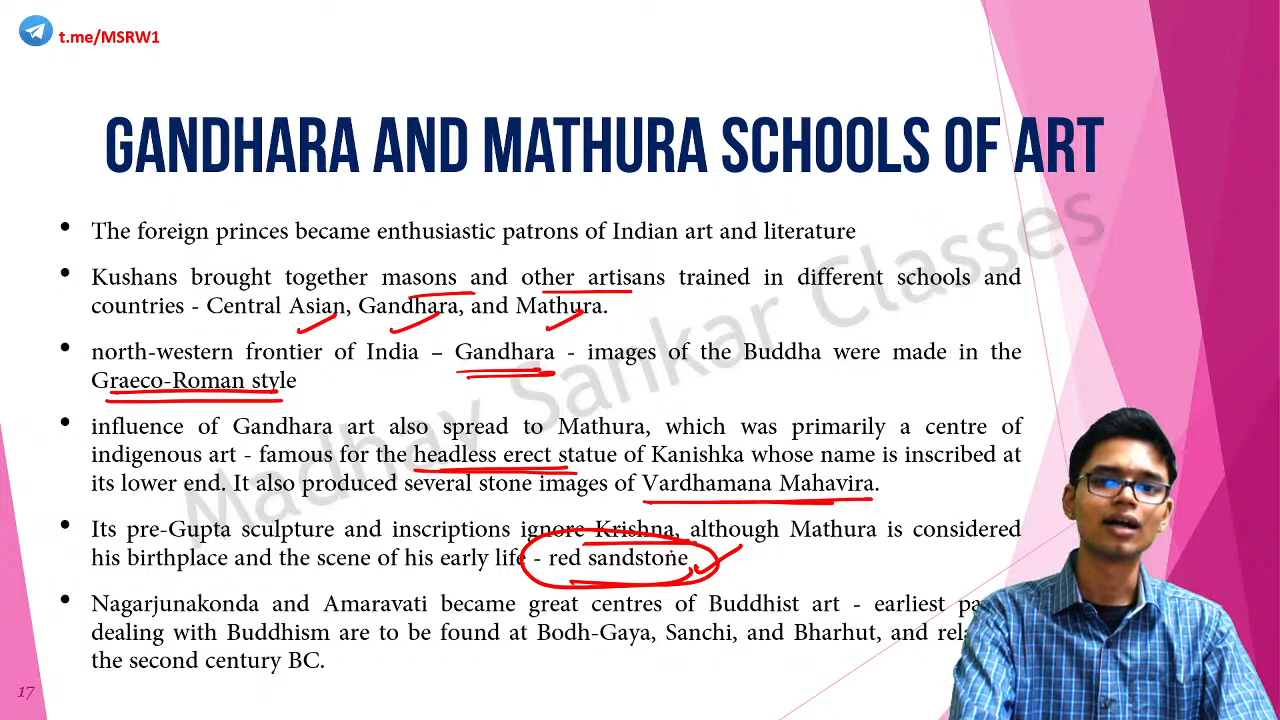 t.me/MSRW1
GANDHARA AND MATHURA SCHOOLS OF ART
• The foreign princes became enthusiastic patrons of Indian art and literature
• Kushans brought together masons and other artisans trained in different schools and
countries - Central Asian, Gandhara, and Mathura.
• north-western frontier of India – Gandhara - images of the Buddha were made in the
Graeco-Roman style
• influence of Gandhara art also spread to Mathura, which was primarily a centre of
indigenous art - famous for the headless erect statue of Kanishka whose name is inscribed at
its lower end. It also produced several stone images of Vardhamana Mahavira.
• Its pre-Gupta sculpture and inscriptions ignore Krishna, although Mathura is considered
his birthplace and the scene of his early life - red sandstone
• Nagarjunakonda and Amaravati became great centres of Buddhist art - earliest
dealing with Buddhism are to be found at Bodh-Gaya, Sanchi, and Bharhut, and
the second century BC.
Madhav Sankar Classes
17